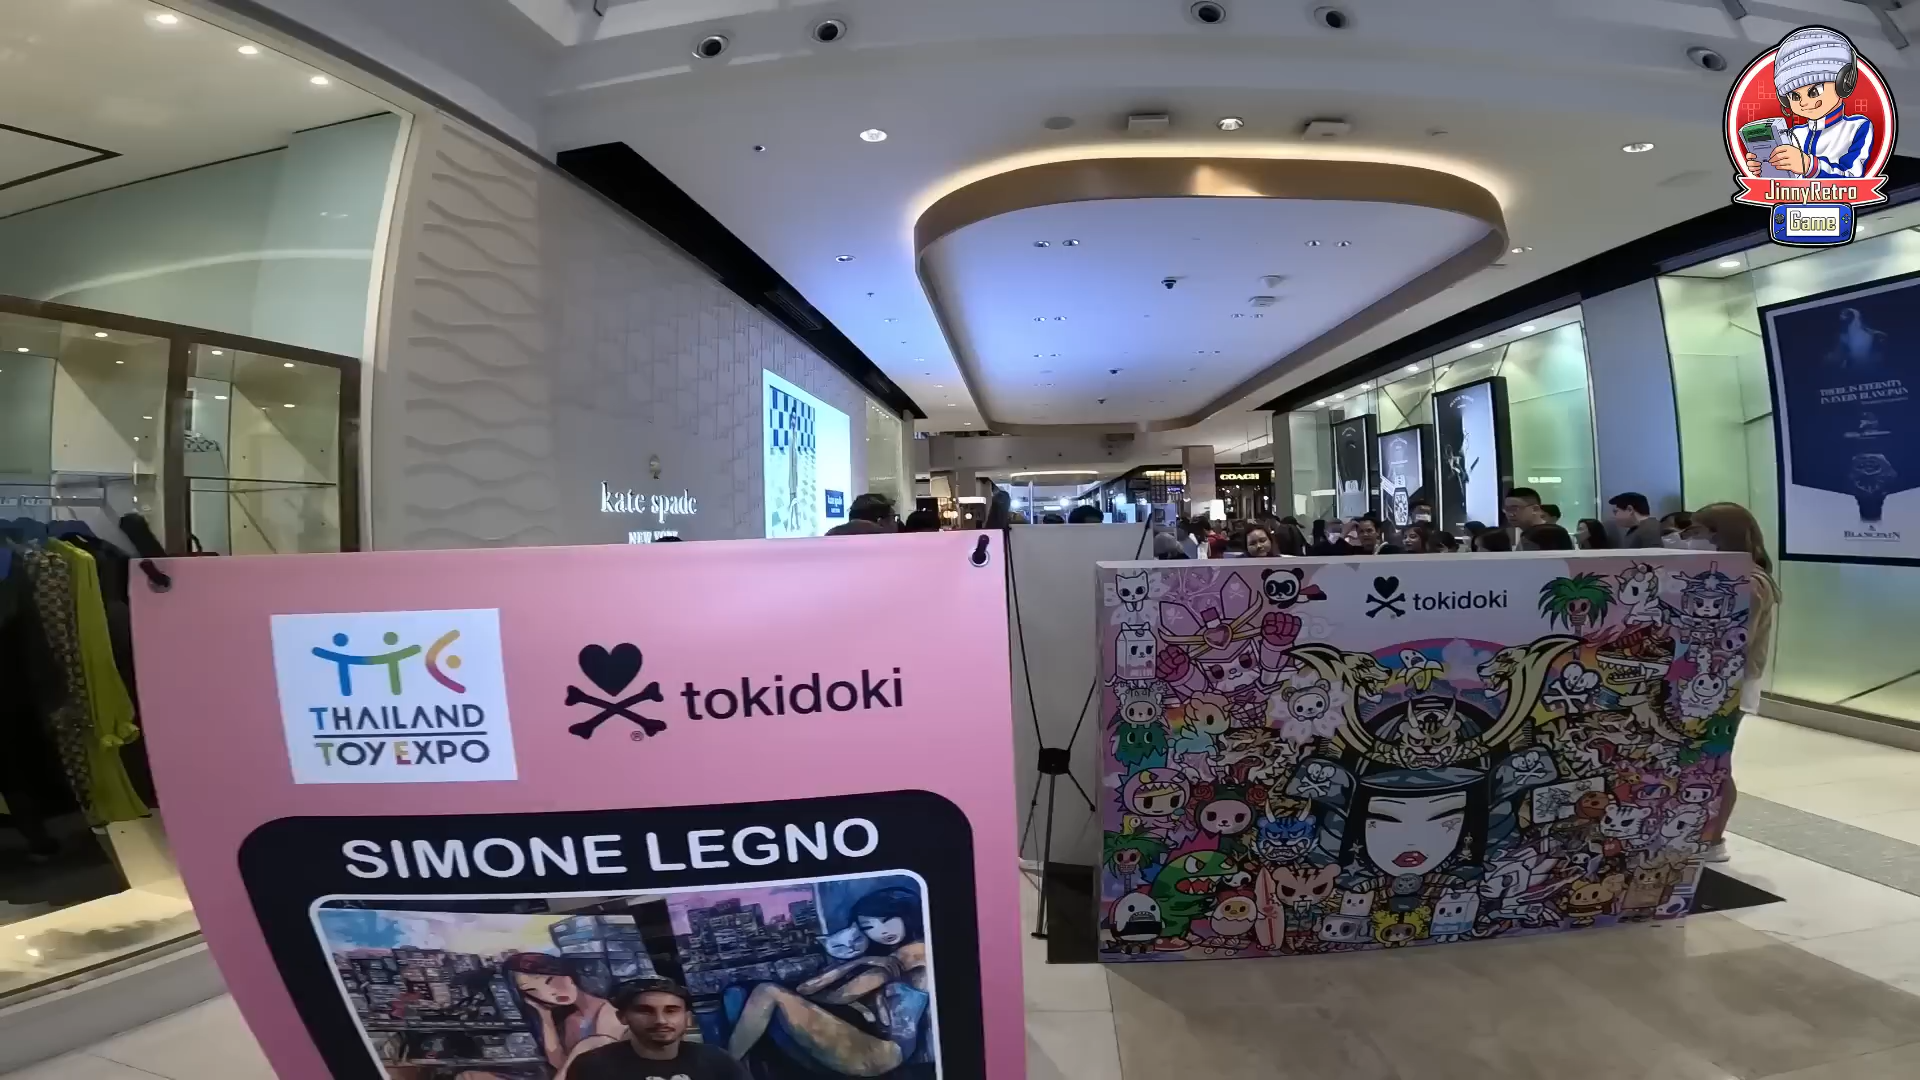 JinnyRetro
Game
kate spade
NEW YORK
COACH
THERE IS ETERNITY
IN EVERY BLANCPAIN
BLANCPAIN
THAILAND
TOY EXPO
tokidoki
SIMONE LEGNO
tokidoki